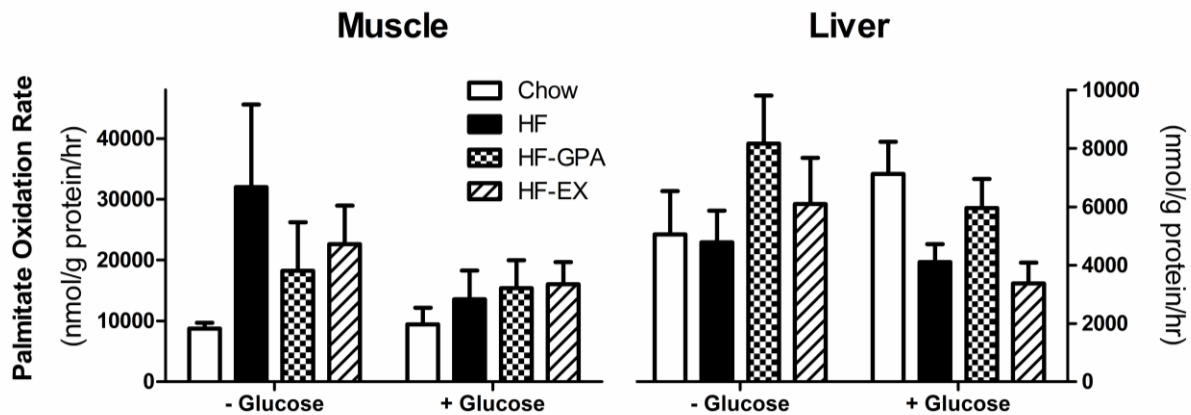 Muscle
Liver
Palmitate Oxidation Rate
(nmol/g protein/hr)
40000
30000
20000
10000
0
Chow
HF
HF-GPA
HF-EX
- Glucose
+ Glucose
- Glucose
+ Glucose
10000
8000
6000
4000
2000
0
(nmol/g protein/hr)